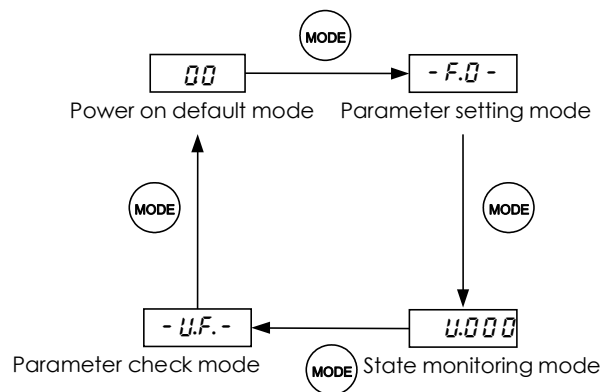 MODE
00 - F.0 -
Power on default mode Parameter setting mode
MODE MODE
- U.F. - U.000
Parameter check mode MODE State monitoring mode